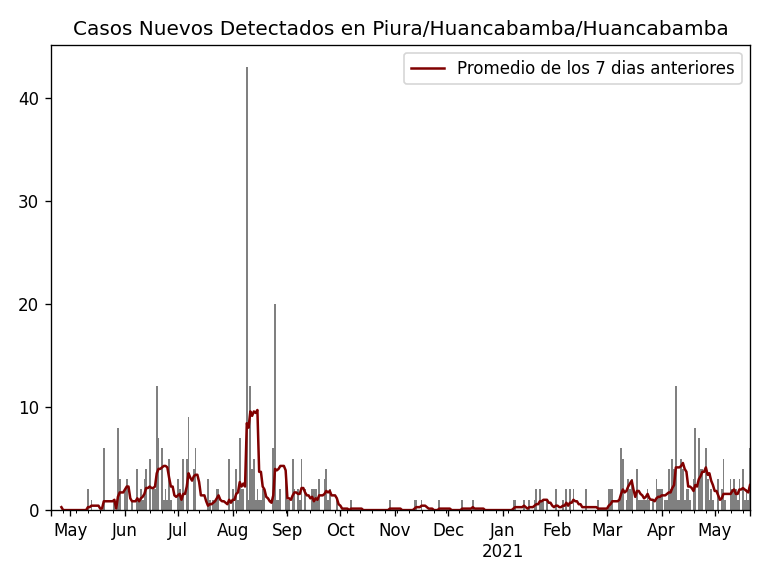 Casos Nuevos Detectados en Piura/Huancabamba/Huancabamba
Promedio de los 7 dias anteriores
40
30
20
10
0
May Jun Jul Aug Sep Oct Nov Dec Jan Feb Mar Apr May
2021